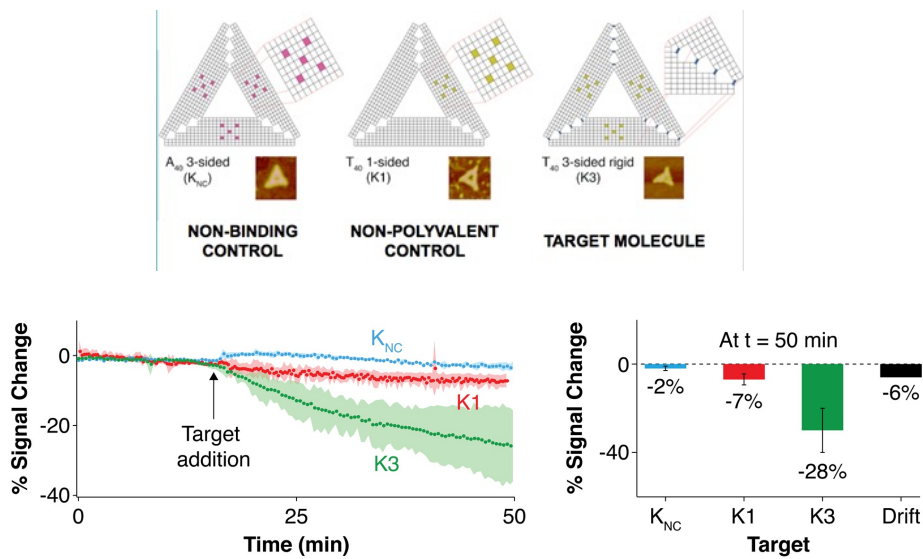 A40 3-sided
(KNC)
T40 1-sided
(K1)
T40 3-sided rigid
(K3)
NON-BINDING
CONTROL
NON-POLYVALENT
CONTROL
TARGET MOLECULE
% Signal Change
0
-20
-40
0
25
50
Time (min)
KNC
K1
K3
Target
addition
% Signal Change
0
-40
At t = 50 min
-2%
-7%
-28%
-6%
KNC
K1
K3
Drift
Target